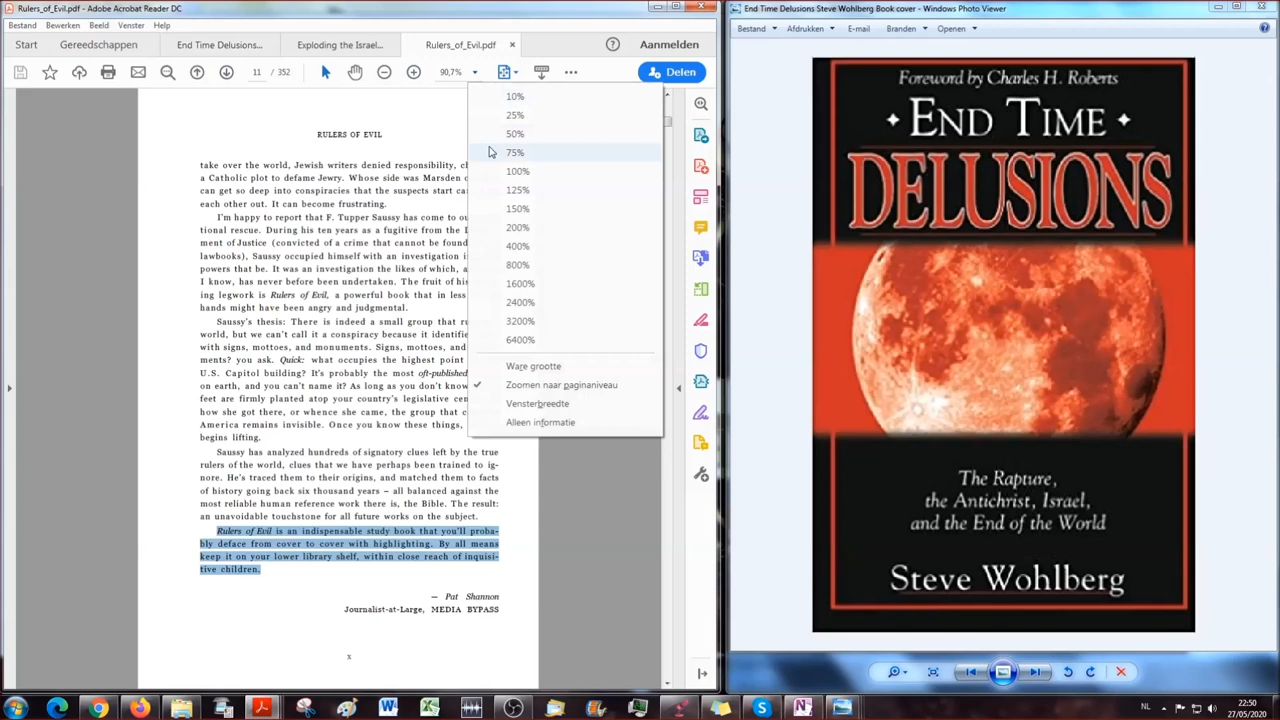 Rulers_of_Evil.pdf - Adobe Acrobat Reader DC
Bestanden Bewerken Beeld Venster Help
Start Gereedschappen End Time Delusions... Exploding the Israel... Rulers_of_Evil.pdf × Aanmelden
11 / 352 90,7% Delen
RULERS OF EVIL
take over the world, Jewish writers denied responsibility,
a Catholic plot to defame Jewry. Whose side was Marsden
can get so deep into conspiracies that the suspects start
each other out. It can become frustrating.
I'm happy to report that F. Tupper Saussy has come to
tional rescue. During his ten years as a fugitive from the
ment of Justice (convicted of a crime that cannot be
lawbooks), Saussy occupied himself with an investigation
powers that be. It was an investigation the likes of which,
I know, has never before been undertaken. The fruit of
ing legwork is Rulers of Evil, a powerful book that in less
hands might have been angry and judgmental.
Saussy's thesis: There is indeed a small group that
world, but we can't call it a conspiracy because it
with signs, mottoes, and monuments. Signs, mottoes, and
ments? you ask. Quick: what occupies the highest point
U.S. Capitol building? It's probably the most oft-published
on earth, and you can't name it? As long as you don't know
feet are firmly planted atop your country's legislative
how she got there, or whence she came, the group that
America remains invisible. Once you know these things,
begins lifting.
Saussy has analyzed hundreds of signatory clues left by the true
rulers of the world, clues that we have perhaps been trained to ig-
nore. He's traced them to their origins, and matched them to facts
of history going back six thousand years – all balanced against the
most reliable human reference work there is, the Bible. The result:
an unavoidable touchstone for all future works on the subject.
Rulers of Evil is an indispensable study book that you'll proba-
bly deface from cover to cover with highlighting. By all means
keep it on your lower library shelf, within close reach of inquisi-
tive children.
— Pat Shannon
Journalist-at-Large, MEDIA BYPASS
x
10%
25%
50%
75%
100%
125%
150%
200%
400%
800%
1600%
2400%
3200%
6400%
Ware grootte
Zoomen naar paginaniveau
Vensterbreedte
Alleen informatie
End Time Delusions Steve Wohlberg Book cover - Windows Photo Viewer
Bestand Afdrukken E-mail Branden Openen
Foreword by Charles H. Roberts
END TIME
DELUSIONS
The Rapture,
the Antichrist, Israel,
and the End of the World
Steve Wohlberg
NL 22:50
27/05/2020